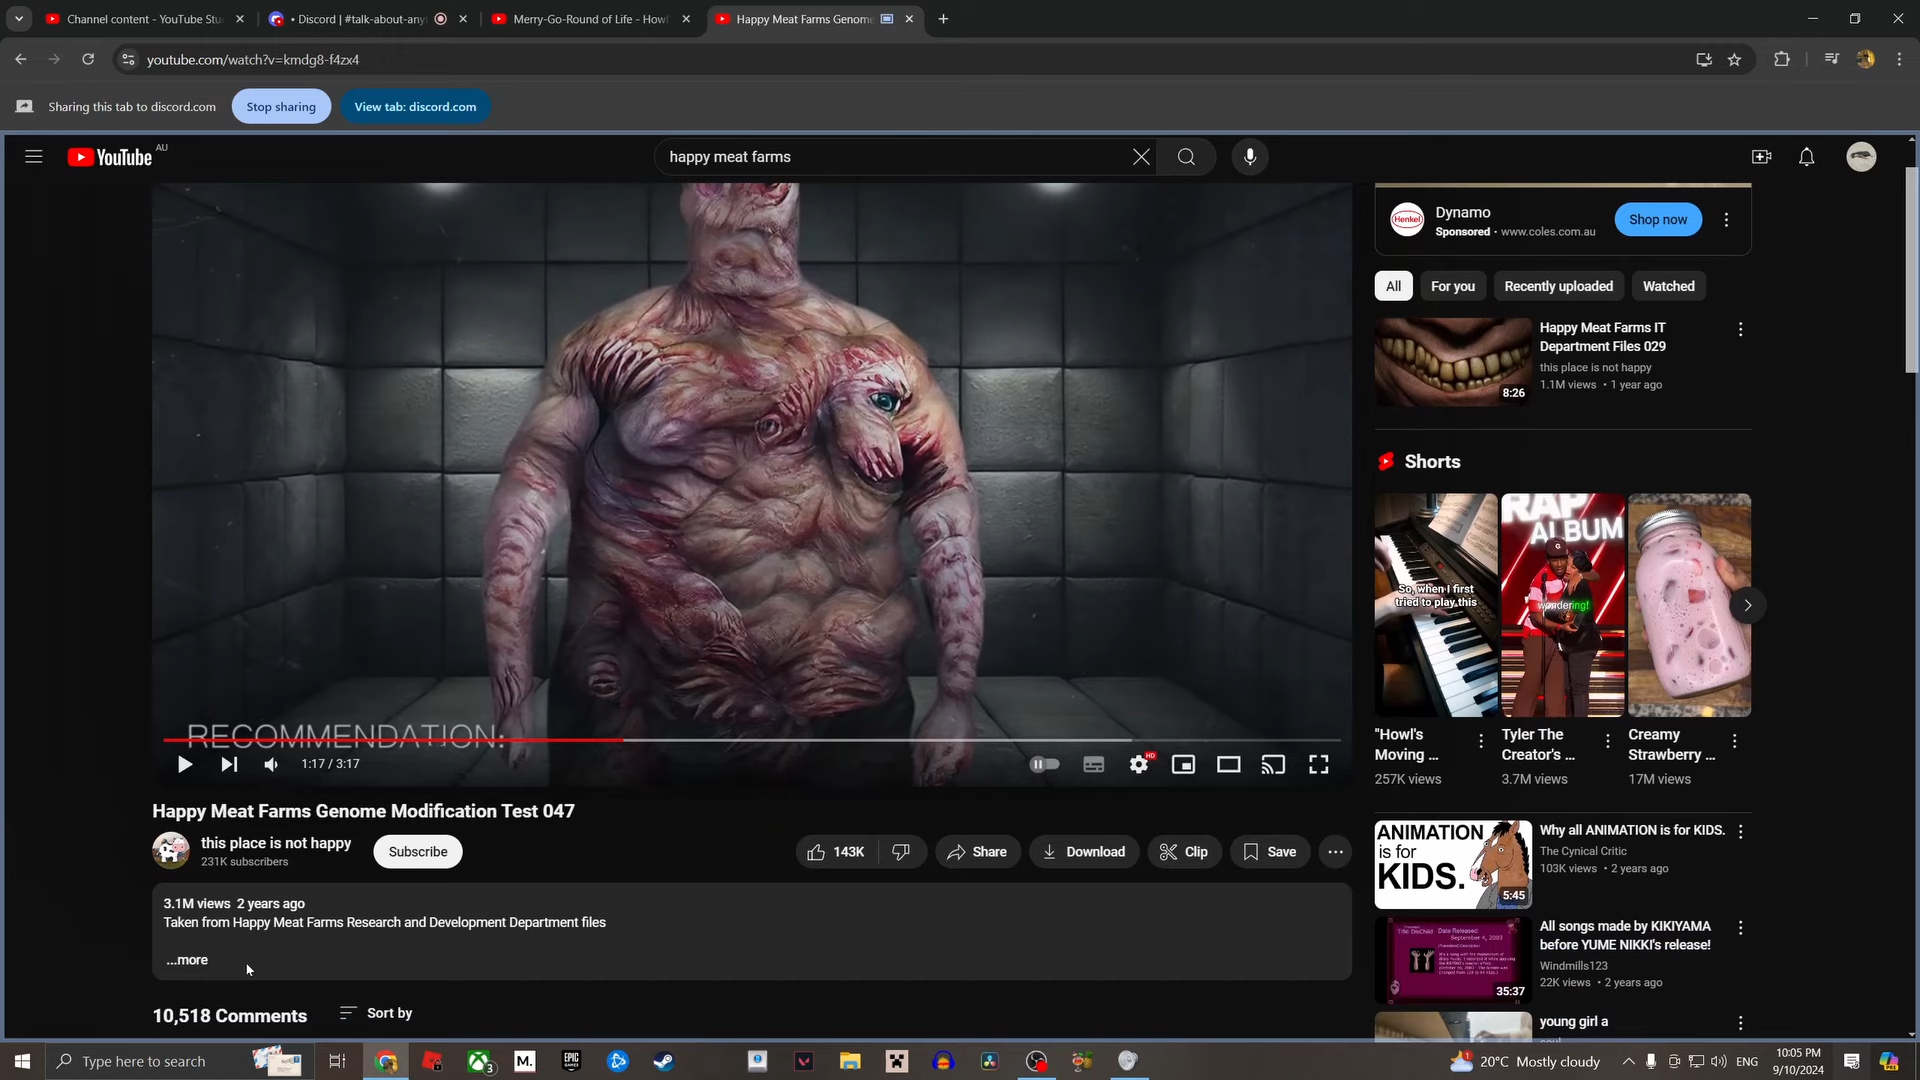 Channel content - YouTube Stu
• Discord | #talk-about-any
Merry-Go-Round of Life - Howl
Happy Meat Farms Genome
youtube.com/watch?v=kmdg8-f4zx4
Sharing this tab to discord.com
Stop sharing
View tab: discord.com
YouTube AU
happy meat farms
RECOMMENDATION:
1:17 / 3:17
HD
Happy Meat Farms Genome Modification Test 047
this place is not happy
231K subscribers
Subscribe
143K
Share
Download
Clip
Save
3.1M views 2 years ago
Taken from Happy Meat Farms Research and Development Department files
...more
10,518 Comments
Sort by
Henkel
Dynamo
Sponsored · www.coles.com.au
Shop now
All
For you
Recently uploaded
Watched
8:26
Happy Meat Farms IT
Department Files 029
this place is not happy
1.1M views • 1 year ago
Shorts
So, when I first
tried to play this
RAP
ALBUM
wondering!
"Howl's
Moving ...
257K views
Tyler The
Creator's ...
3.7M views
Creamy
Strawberry ...
17M views
ANIMATION
is for
KIDS.
5:45
Why all ANIMATION is for KIDS.
The Cynical Critic
103K views • 2 years ago
35:37
All songs made by KIKIYAMA
before YUME NIKKI's release!
Windmills123
22K views • 2 years ago
young girl a
Type here to search
3
M.
EPIC
GAMES
1
20°C Mostly cloudy
ENG
10:05 PM
9/10/2024